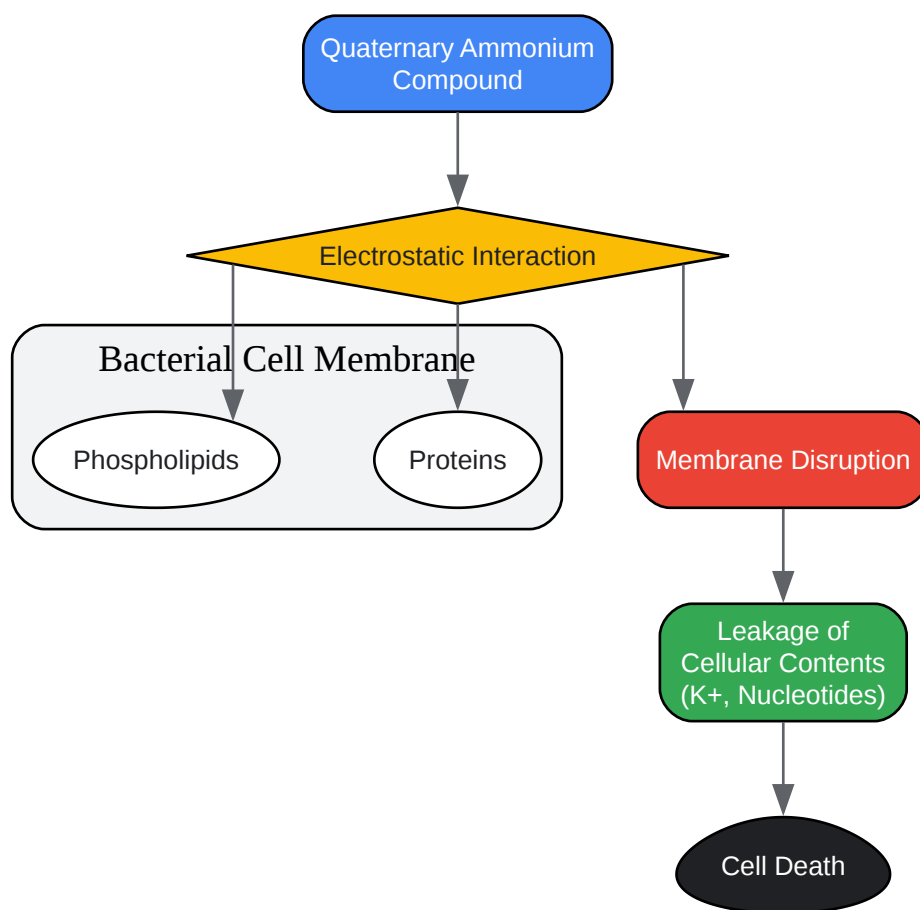 Quaternary Ammonium
Compound
Electrostatic Interaction
Bacterial Cell Membrane
Phospholipids
Proteins
Membrane Disruption
Leakage of
Cellular Contents
(K+, Nucleotides)
Cell Death